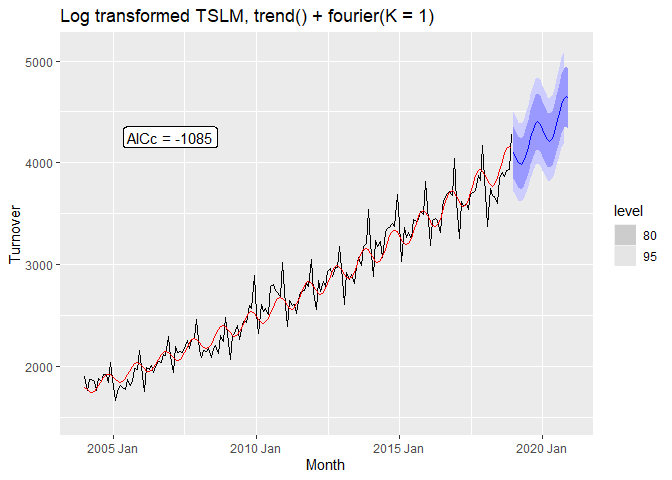 Log transformed TSLM, trend() + fourier(K = 1)
5000
AICc = -1085
4000
3000
2000
Turnover
2005 Jan
2010 Jan
2015 Jan
2020 Jan
Month
level
80
95